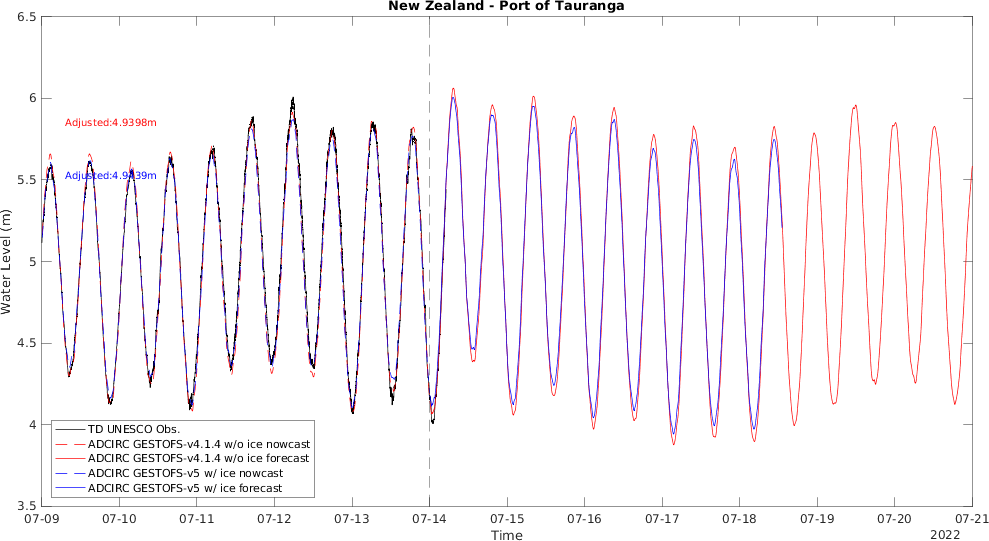 New Zealand - Port of Tauranga
6.5
6
5.5
5
4.5
4
3.5
Water Level (m)
Adjusted:4.9398m
TD UNESCO Obs.
ADCIRC GESTOFS-v4.1.4 w/o ice nowcast
ADCIRC GESTOFS-v4.1.4 w/o ice forecast
ADCIRC GESTOFS-v5 w/ ice nowcast
ADCIRC GESTOFS-v5 w/ ice forecast
07-09 07-10 07-11 07-12 07-13 07-14 07-15 07-16 07-17 07-18 07-19 07-20 07-21
Time
2022